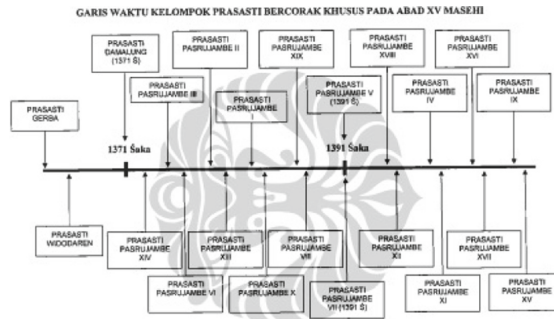 GARIS WAKTU KELOMPOK PRASASTI BERCORAK KHUSUS PADA ABAD XV MASEHI
PRASASTI
DAMALUNG
(1371 Š)
PRASASTI
PASRUJAMBE II
PRASASTI
PASRUJAMBE
XIX
PRASASTI
PASRUJAMBE
XVIII
PRASASTI
PASRUJAMBE
XVI
PRASASTI
PASRUJAMBE III
PRASASTI
PASRUJAMBE V
(1391 Š)
PRASASTI
PASRUJAMBE
IV
PRASASTI
PASRUJAMBE
IX
PRASASTI
GERBA
PRASASTI
PASRUJAMBE
I
1371 Šaka
1391 Šaka
PRASASTI
WIDODAREN
PRASASTI
PASRUJAMBE
XIV
PRASASTI
PASRUJAMBE
XIII
PRASASTI
PASRUJAMBE
VIII
PRASASTI
PASRUJAMBE
XII
PRASASTI
PASRUJAMBE
XVII
PRASASTI
PASRUJAMBE VI
PRASASTI
PASRUJAMBE X
PRASASTI
PASRUJAMBE
VII (1391 Š)
PRASASTI
PASRUJAMBE
XI
PRASASTI
PASRUJAMBE
XV